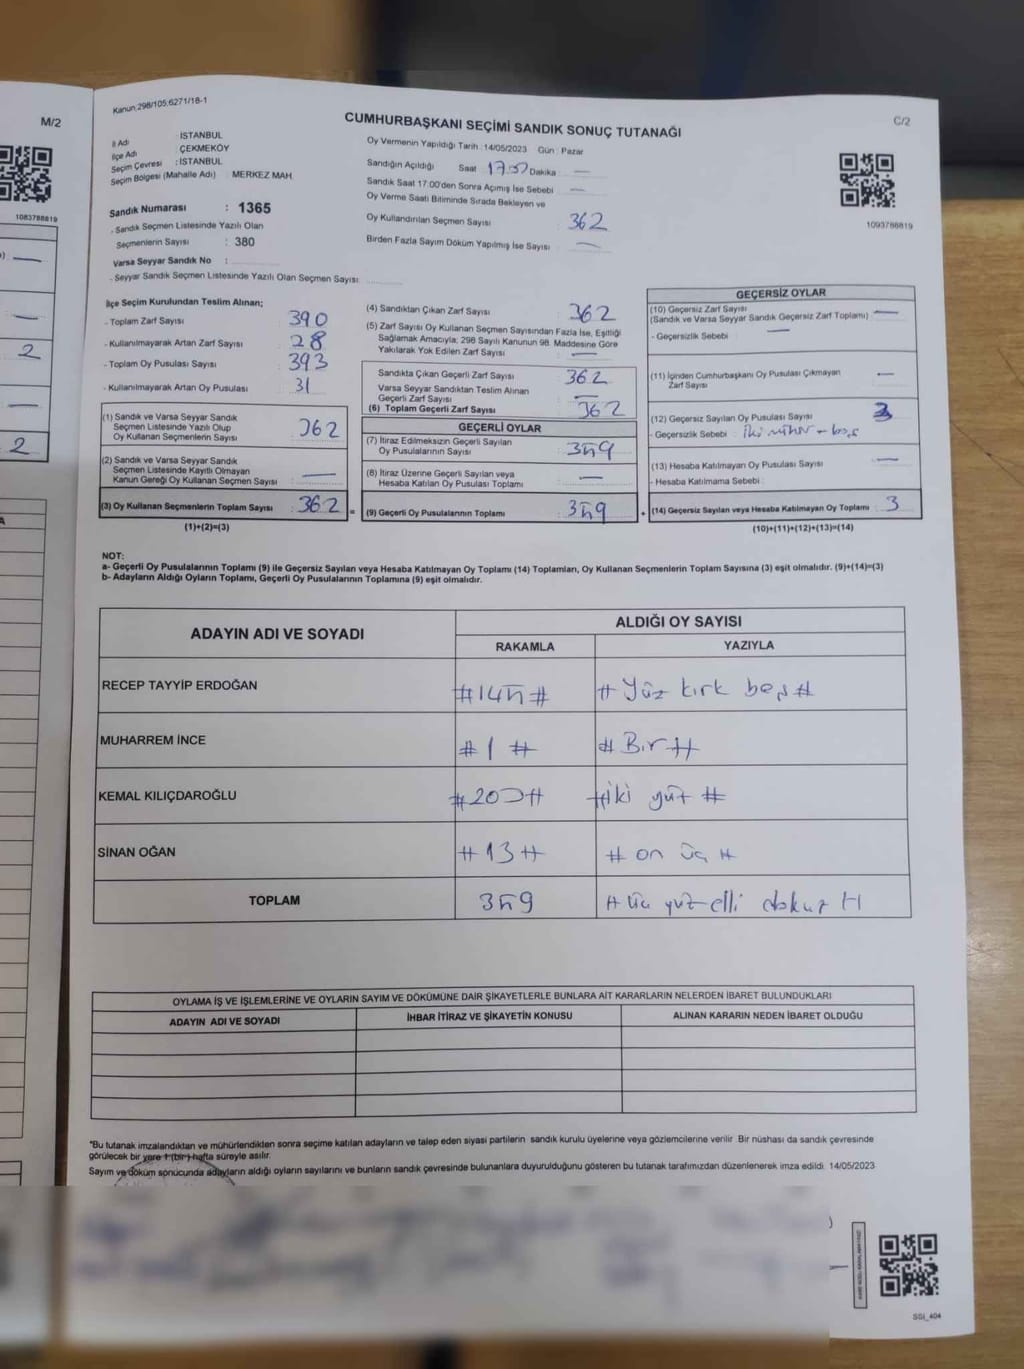 M/2
1083788819
2
2
A
Kanun:298/105;6271/18-1
C/2
CUMHURBAŞKANI SEÇİMİ SANDIK SONUÇ TUTANAĞI
İl Adı : İSTANBUL
İlçe Adı : ÇEKMEKÖY
Seçim Çevresi : İSTANBUL
Seçim Bölgesi (Mahalle Adı) : MERKEZ MAH.
Sandık Numarası : 1365
- Sandık Seçmen Listesinde Yazılı Olan
Seçmenlerin Sayısı : 380
Varsa Seyyar Sandık No :
- Seyyar Sandık Seçmen Listesinde Yazılı Olan Seçmen Sayısı:
Oy Vermenin Yapıldığı Tarih :14/05/2023 Gün : Pazar
Sandığın Açıldığı Saat Dakika
Sandık Saat 17:00'den Sonra Açımış İse Sebebi —
Oy Verme Saati Bitiminde Sırada Bekleyen ve
Oy Kullandırılan Seçmen Sayısı 362
Birden Fazla Sayım Döküm Yapılmış İse Sayısı —
1093786819
İlçe Seçim Kurulundan Teslim Alınan;
- Toplam Zarf Sayısı 390
- Kullanılmayarak Artan Zarf Sayısı 28
- Toplam Oy Pusulası Sayısı 393
- Kullanılmayarak Artan Oy Pusulası 31
(1) Sandık ve Varsa Seyyar Sandık
Seçmen Listesinde Yazılı Olup
Oy Kullanan Seçmenlerin Sayısı 362
(2) Sandık ve Varsa Seyyar Sandık
Seçmen Listesinde Kayıtlı Olmayan
Kanun Gereği Oy Kullanan Seçmen Sayısı —
(3) Oy Kullanan Seçmenlerin Toplam Sayısı : 362 =
(1)+(2)=(3)
(4) Sandıktan Çıkan Zarf Sayısı 362
(5) Zarf Sayısı Oy Kullanan Seçmen Sayısından Fazla İse, Eşitliği
Sağlamak Amacıyla; 298 Sayılı Kanunun 98. Maddesine Göre
Yakılarak Yok Edilen Zarf Sayısı —
Sandıkta Çıkan Geçerli Zarf Sayısı 362
Varsa Seyyar Sandıktan Teslim Alınan
Geçerli Zarf Sayısı —
(6) Toplam Geçerli Zarf Sayısı 362
GEÇERLİ OYLAR
(7) İtiraz Edilmeksizin Geçerli Sayılan
Oy Pusulalarının Sayısı 359
(8) İtiraz Üzerine Geçerli Sayılan veya
Hesaba Katılan Oy Pusulası Toplamı —
(9) Geçerli Oy Pusulalarının Toplamı 359 +
GEÇERSİZ OYLAR
(10) Geçersiz Zarf Sayısı
(Sandık ve Varsa Seyyar Sandık Geçersiz Zarf Toplamı) —
- Geçersizlik Sebebi : —
(11) İçinden Cumhurbaşkanı Oy Pusulası Çıkmayan
Zarf Sayısı —
(12) Geçersiz Sayılan Oy Pusulası Sayısı 3
- Geçersizlik Sebebi : iki mühür - boş
(13) Hesaba Katılmayan Oy Pusulası Sayısı —
- Hesaba Katılmama Sebebi :
(14) Geçersiz Sayılan veya Hesaba Katılmayan Oy Toplamı : 3
(10)+(11)+(12)+(13)=(14)
NOT:
a- Geçerli Oy Pusulalarının Toplamı (9) ile Geçersiz Sayılan veya Hesaba Katılmayan Oy Toplamı (14) Toplamları, Oy Kullanan Seçmenlerin Toplam Sayısına (3) eşit olmalıdır. (9)+(14)=(3)
b- Adayların Aldığı Oyların Toplamı, Geçerli Oy Pusulalarının Toplamına (9) eşit olmalıdır.
ADAYIN ADI VE SOYADI
ALDIĞI OY SAYISI
RAKAMLA YAZIYLA
RECEP TAYYİP ERDOĞAN #145# # Yüz kırk beş#
MUHARREM İNCE #1# # Bir#
KEMAL KILIÇDAROĞLU #200# #iki yüz #
SİNAN OĞAN #13# # on üç #
TOPLAM 359 # üç yüz elli dokuz #
OYLAMA İŞ VE İŞLEMLERİNE VE OYLARIN SAYIM VE DÖKÜMÜNE DAİR ŞİKAYETLERLE BUNLARA AİT KARARLARIN NELERDEN İBARET BULUNDUKLARI
ADAYIN ADI VE SOYADI İHBAR İTİRAZ VE ŞİKAYETİN KONUSU ALINAN KARARIN NEDEN İBARET OLDUĞU
*Bu tutanak imzalandıktan ve mühürlendikten sonra seçime katılan adayların ve talep eden siyasi partilerin sandık kurulu üyelerine veya gözlemcilerine verilir. Bir nüshası da sandık çevresinde
görülecek bir yere 1 (bir) hafta süreyle asılır.
Sayım ve döküm sonucunda adayların aldığı oyların sayılarını ve bunların sandık çevresinde bulunanlara duyurulduğunu gösteren bu tutanak tarafımızdan düzenlenerek imza edildi. 14/05/2023
SSI_404